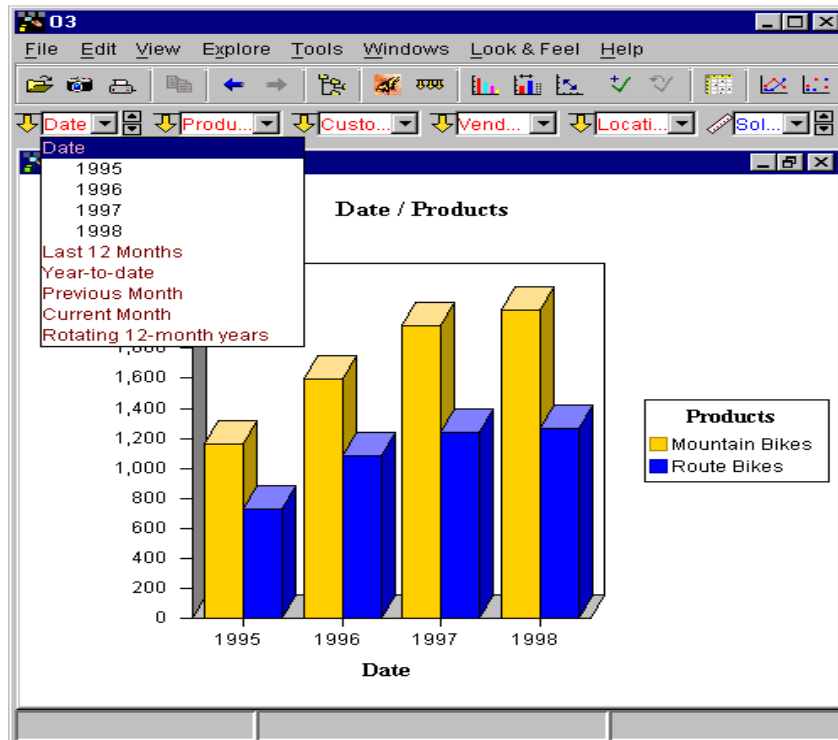 03
File Edit View Explore Tools Windows Look & Feel Help
Date Produ... Custo... Vend... Locati... Sol...
Date
1995
1996
1997
1998
Last 12 Months
Year-to-date
Previous Month
Current Month
Rotating 12-month years
Date / Products
1,800
1,600
1,400
1,200
1,000
800
600
400
200
0
1995 1996 1997 1998
Date
Products
Mountain Bikes
Route Bikes